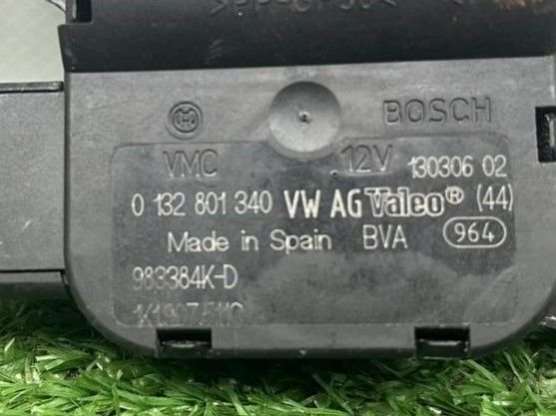 BOSCH
VMC 12V 130306 02
0 132 801 340 VW AG Valeo® (44)
Made in Spain BVA 964
983384K-D